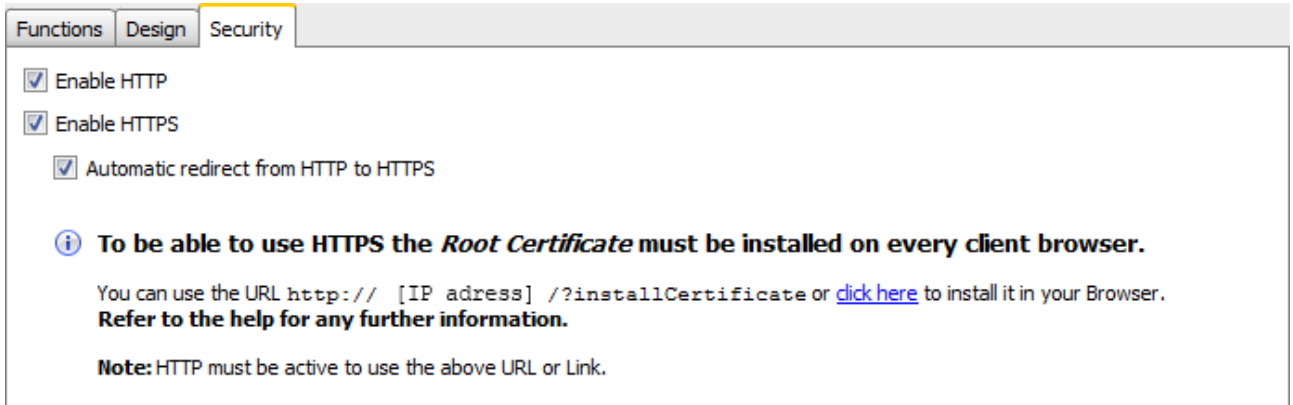 Functions Design Security
Enable HTTP
Enable HTTPS
Automatic redirect from HTTP to HTTPS
To be able to use HTTPS the Root Certificate must be installed on every client browser.
You can use the URL http:// [IP adress] /?installCertificate or click here to install it in your Browser.
Refer to the help for any further information.
Note: HTTP must be active to use the above URL or Link.